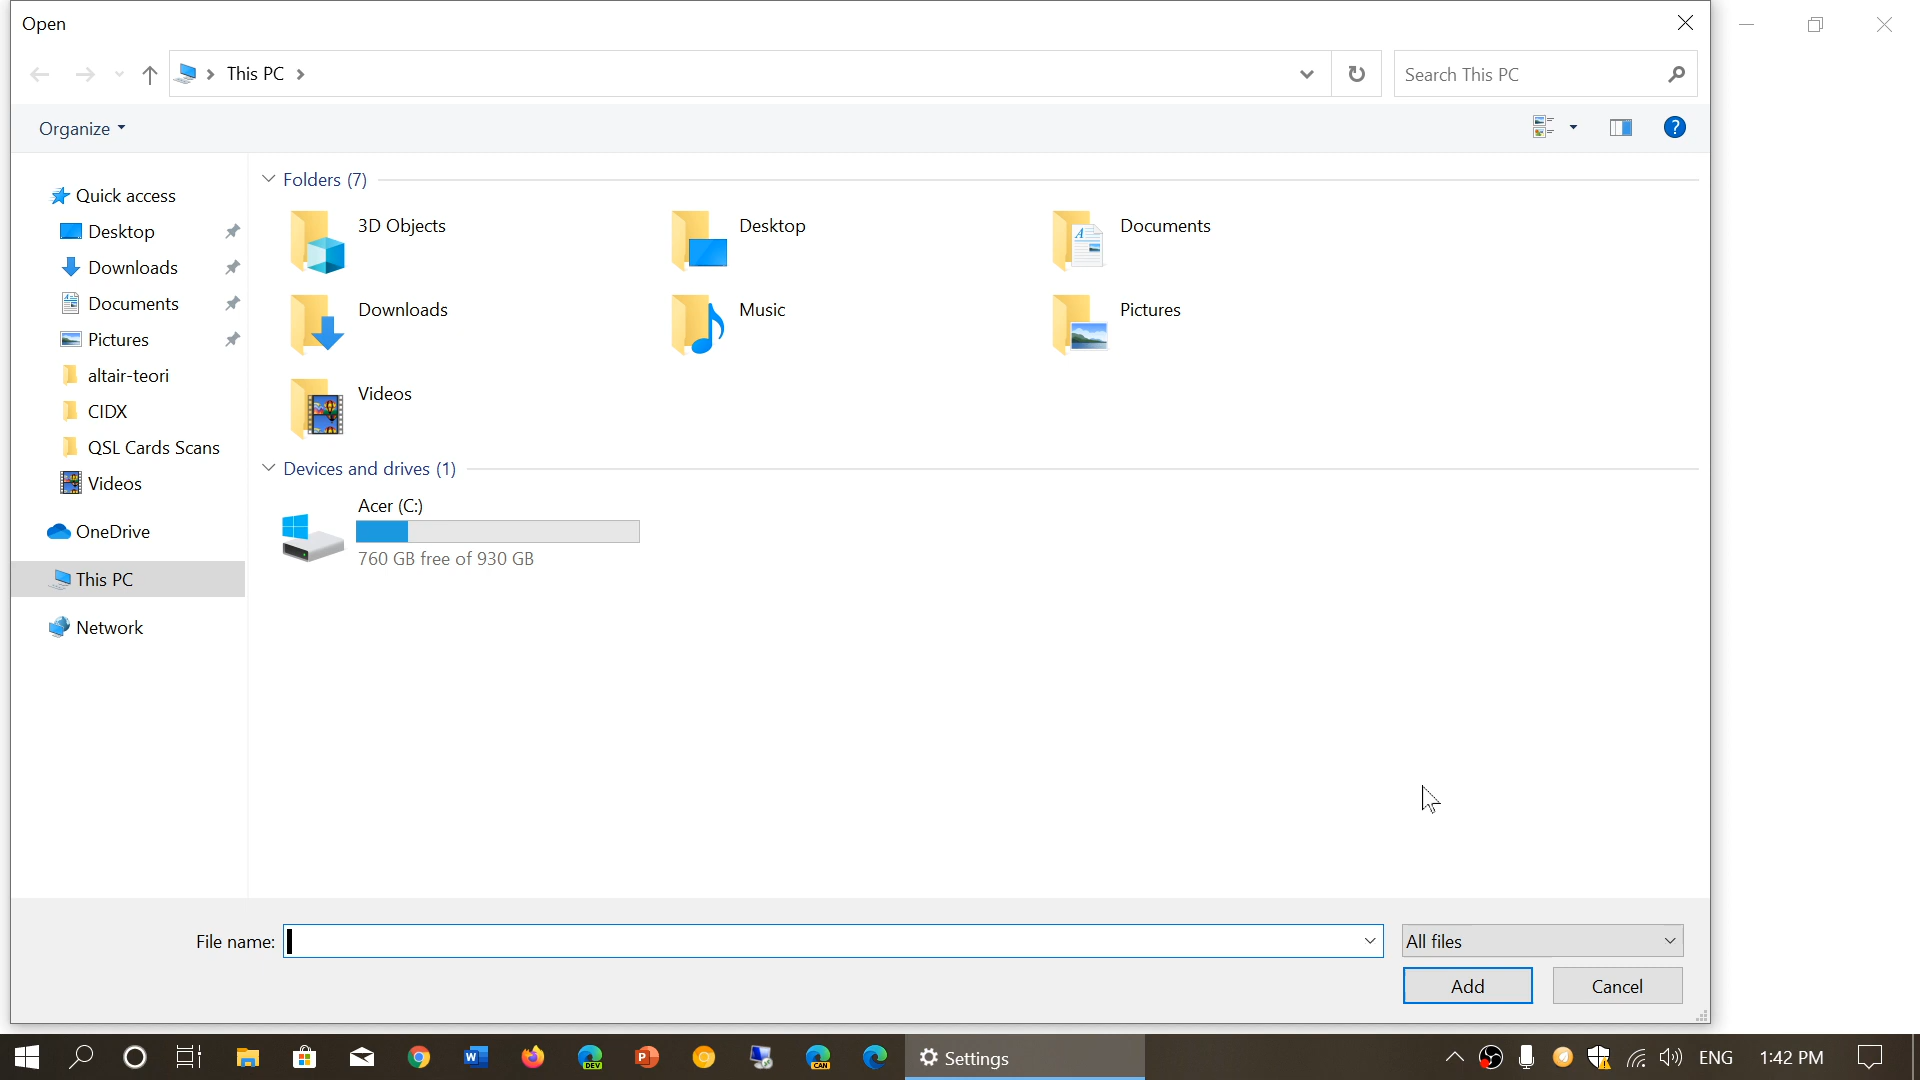 Open
This PC
Search This PC
Organize
Quick access
Desktop
Downloads
Documents
Pictures
altair-teori
CIDX
QSL Cards Scans
Videos
OneDrive
This PC
Network
Folders (7)
3D Objects
Desktop
Documents
Downloads
Music
Pictures
Videos
Devices and drives (1)
Acer (C:)
760 GB free of 930 GB
File name:
All files
Add
Cancel
Settings
ENG
1:42 PM
DEV
CAN